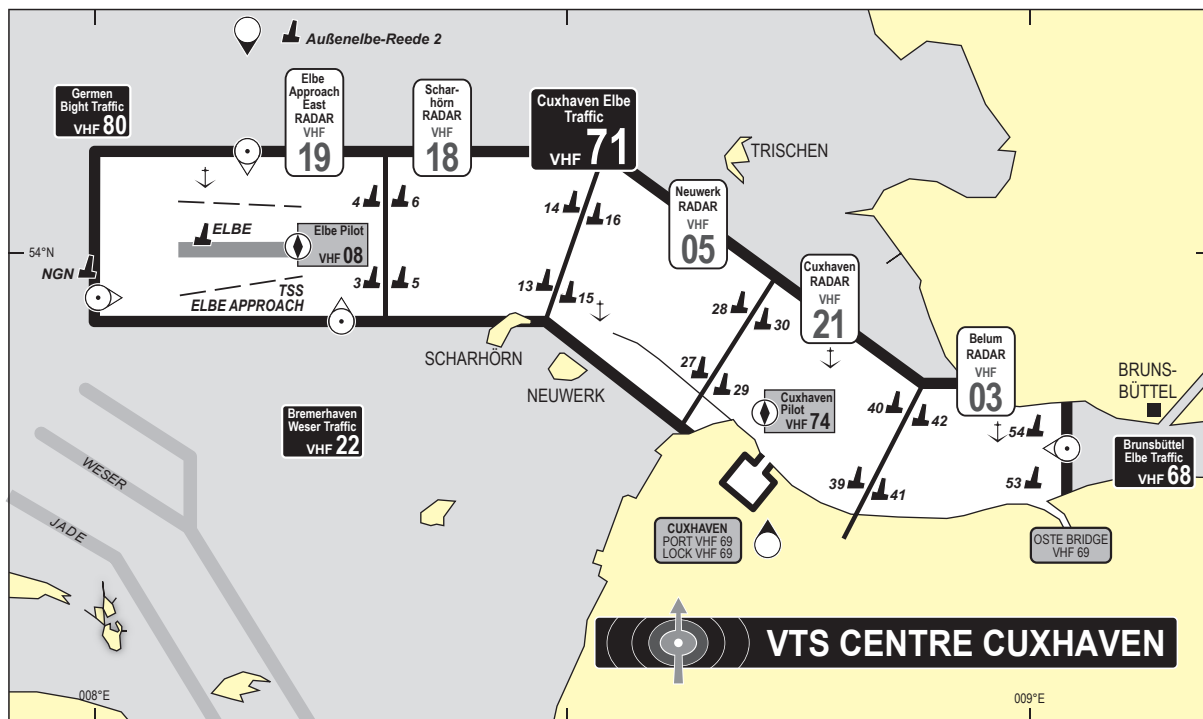 Außenelbe-Reede 2
Germen
Bight Traffic
VHF 80
Elbe
Approach
East
RADAR
VHF
19
Schar-
hörn
RADAR
VHF
18
Cuxhaven Elbe
Traffic
VHF 71
TRISCHEN
Neuwerk
RADAR
VHF
05
4
6
14
16
ELBE
Elbe Pilot
VHF 08
54°N
NGN
3
5
TSS
ELBE APPROACH
13
15
Cuxhaven
RADAR
VHF
21
28
30
SCHARHÖRN
NEUWERK
27
29
Belum
RADAR
VHF
03
BRUNS-
BÜTTEL
Cuxhaven
Pilot
VHF 74
40
42
54
Bremerhaven
Weser Traffic
VHF 22
Brunsbüttel
Elbe Traffic
VHF 68
39
41
53
WESER
JADE
CUXHAVEN
PORT VHF 69
LOCK VHF 69
OSTE BRIDGE
VHF 69
VTS CENTRE CUXHAVEN
008°E
009°E